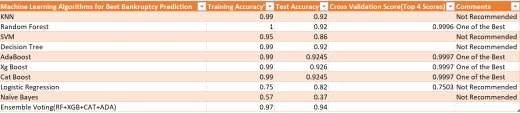 Machine Learning Algorithms for Best Bankruptcy Prediction Training Accuracy Test Accuracy Cross Validation Score(Top 4 Scores) Comments
KNN 0.99 0.92 Not Recommended
Random Forest 1 0.92 0.9996 One of the Best
SVM 0.95 0.86 Not Recommended
Decision Tree 0.99 0.92 Not Recommended
AdaBoost 0.99 0.9245 0.9997 One of the Best
Xg Boost 0.99 0.926 0.9997 One of the Best
Cat Boost 0.99 0.9245 0.9997 One of the Best
Logistic Regression 0.75 0.82 0.7503 Not Recommended
Naïve Bayes 0.57 0.37 Not Recommended
Ensemble Voting(RF+XGB+CAT+ADA) 0.97 0.94